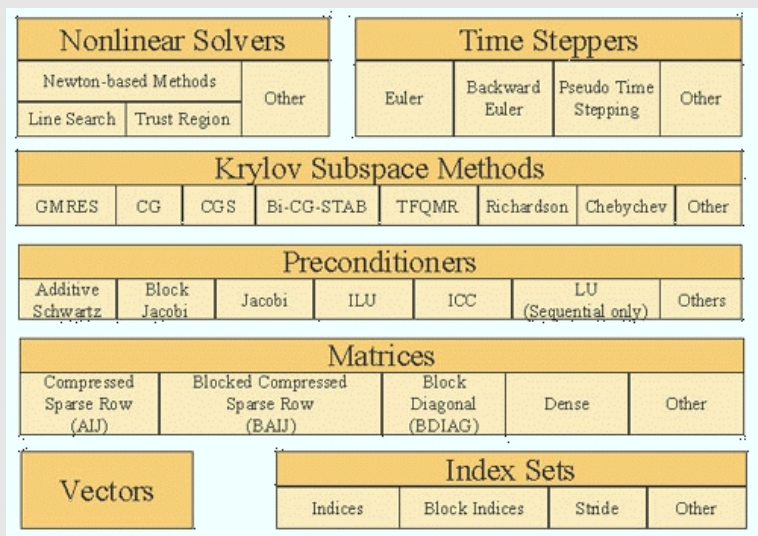 Nonlinear Solvers
Newton-based Methods
Line Search
Trust Region
Other
Time Steppers
Euler
Backward
Euler
Pseudo Time
Stepping
Other
Krylov Subspace Methods
GMRES
CG
CGS
Bi-CG-STAB
TFQMR
Richardson
Chebychev
Other
Preconditioners
Additive
Schwartz
Block
Jacobi
Jacobi
ILU
ICC
LU
(Sequential only)
Others
Matrices
Compressed
Sparse Row
(AIJ)
Blocked Compressed
Sparse Row
(BAIJ)
Block
Diagonal
(BDIAG)
Dense
Other
Vectors
Index Sets
Indices
Block Indices
Stride
Other